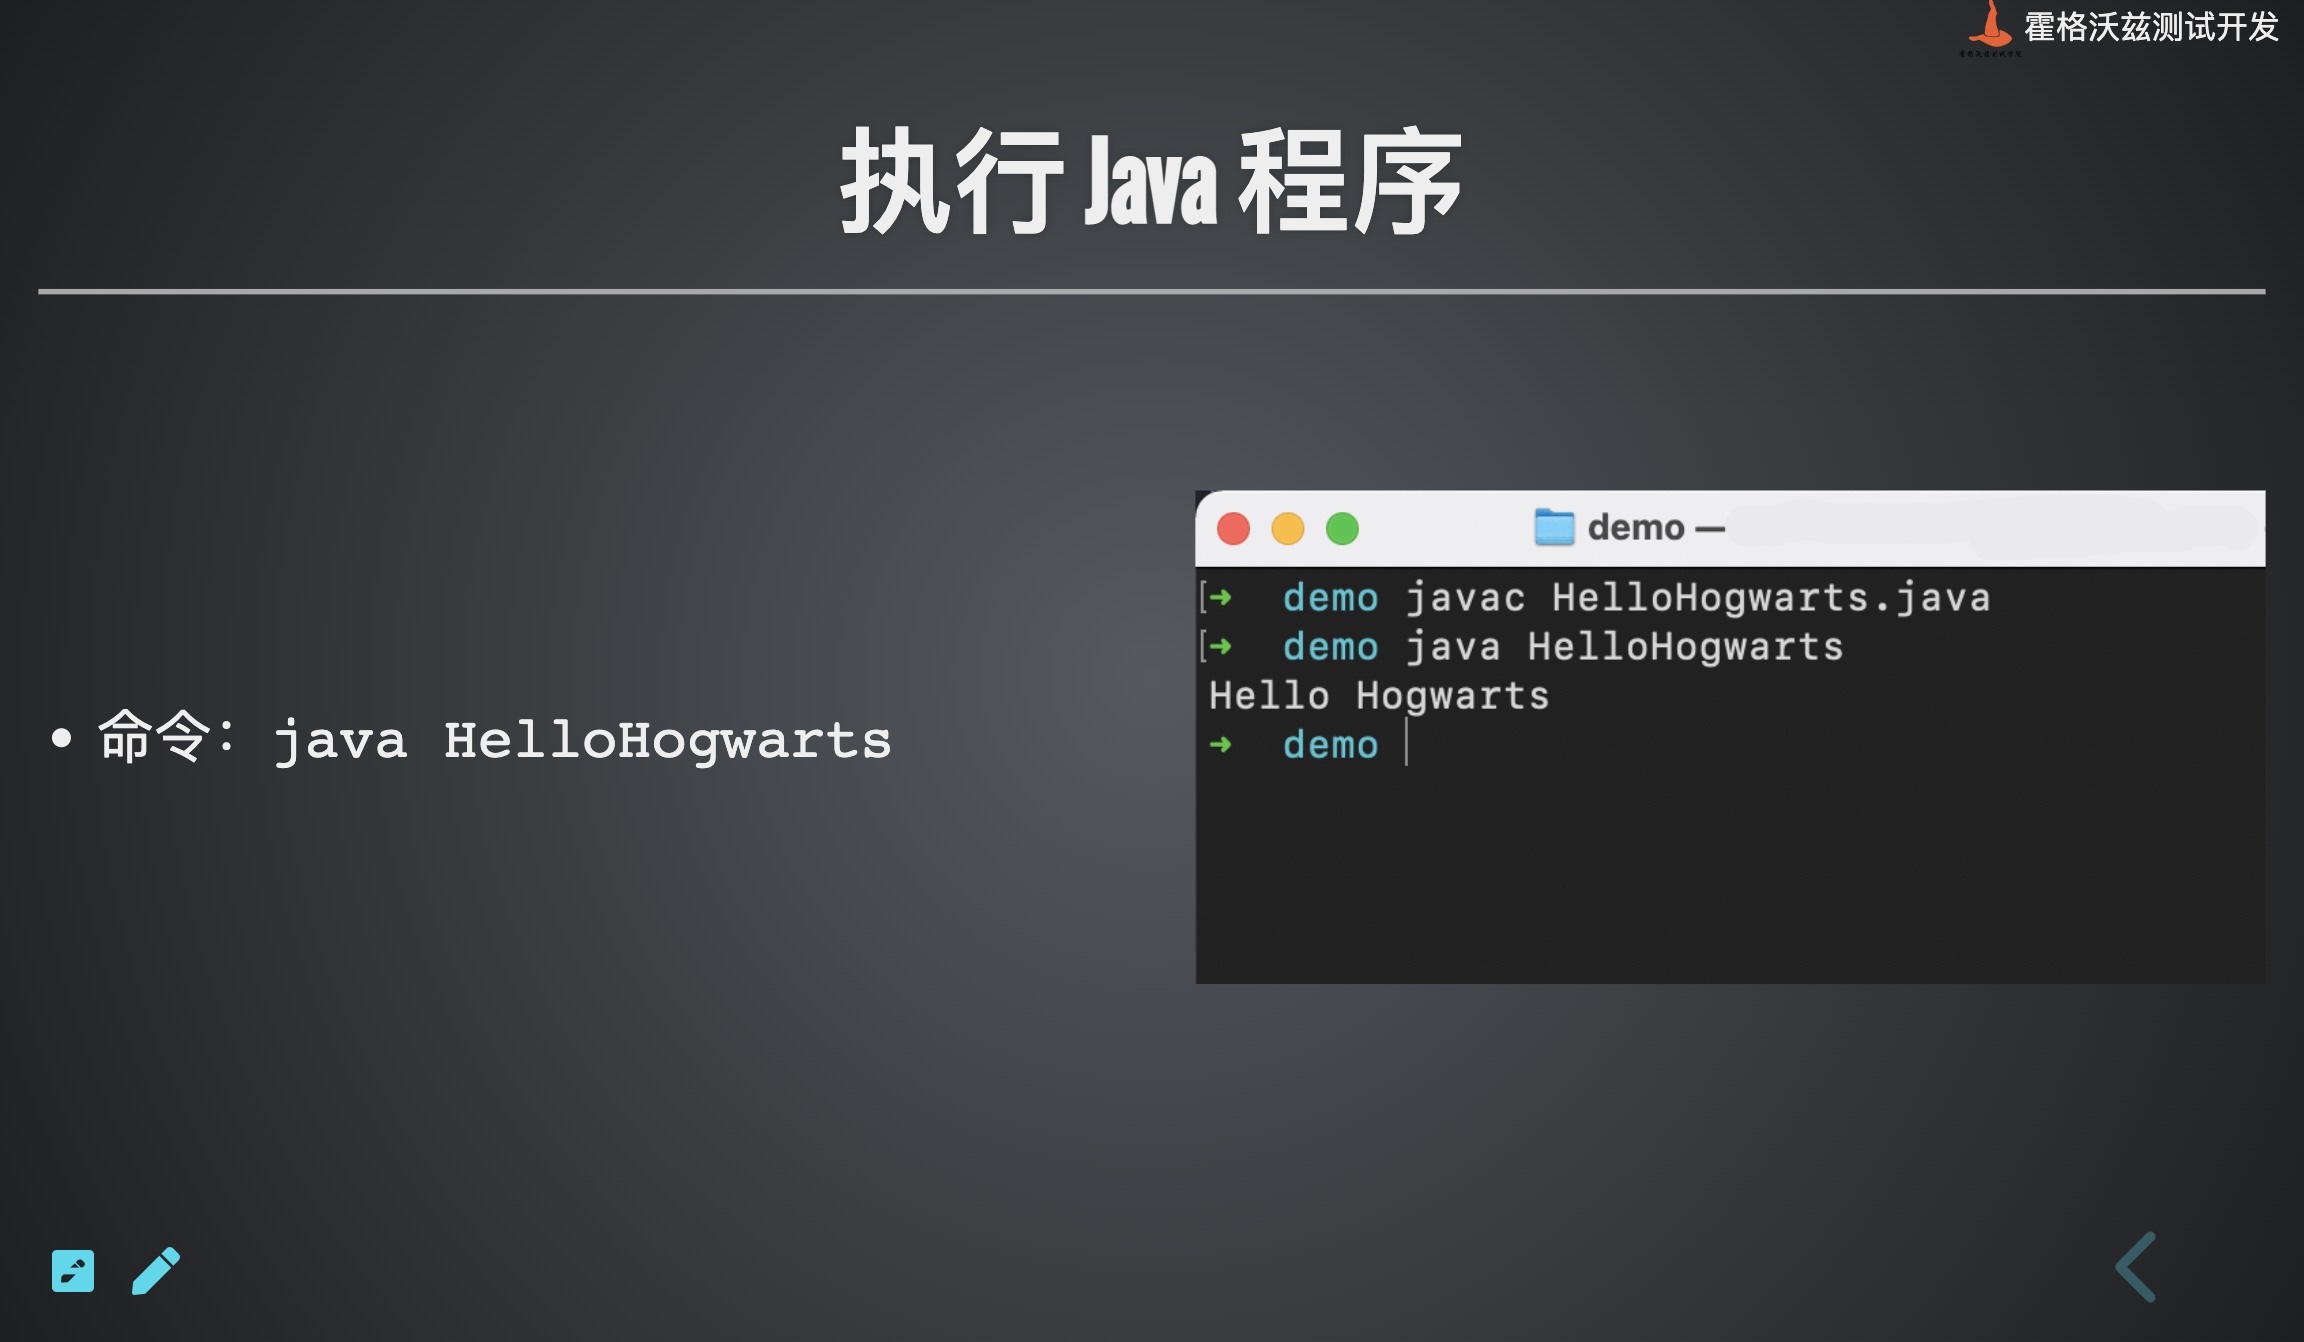 霍格沃兹测试开发
执行 Java 程序
• 命令：java HelloHogwarts
demo —
[➜ demo javac HelloHogwarts.java
[➜ demo java HelloHogwarts
Hello Hogwarts
➜ demo